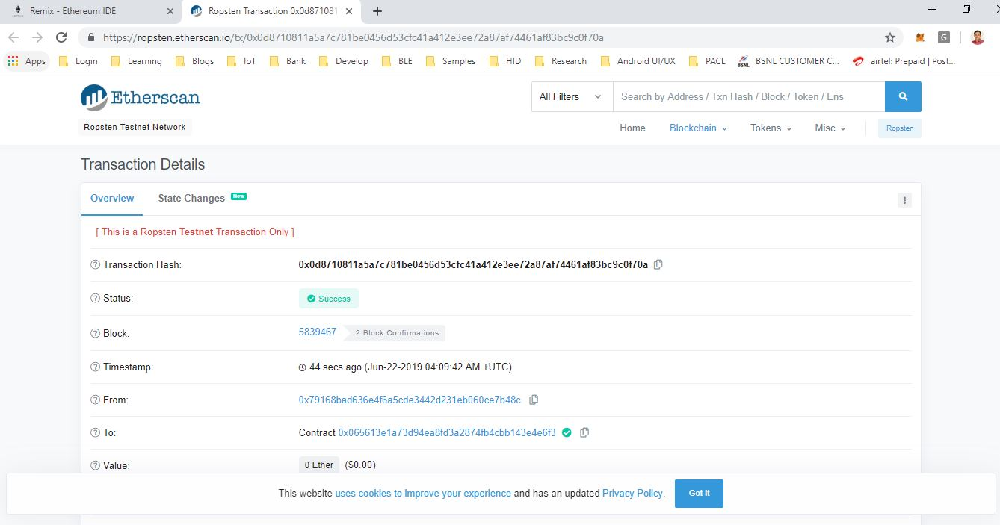 Remix - Ethereum IDE
Ropsten Transaction 0x0d87108
https://ropsten.etherscan.io/tx/0x0d8710811a5a7c781be0456d53cfc41a412e3ee72a87af74461af83bc9c0f70a
G
Apps Login Learning Blogs IoT Bank Develop BLE Samples HID Research Android UI/UX PACL BSNL BSNL CUSTOMER C... airtel: Prepaid | Post...
Etherscan
All Filters Search by Address / Txn Hash / Block / Token / Ens
Ropsten Testnet Network
Home Blockchain Tokens Misc Ropsten
Transaction Details
Overview State Changes New
[ This is a Ropsten Testnet Transaction Only ]
Transaction Hash: 0x0d8710811a5a7c781be0456d53cfc41a412e3ee72a87af74461af83bc9c0f70a
Status: Success
Block: 5839467 2 Block Confirmations
Timestamp: 44 secs ago (Jun-22-2019 04:09:42 AM +UTC)
From: 0x79168bad636e4f6a5cde3442d231eb060ce7b48c
To: Contract 0x065613e1a73d94ea8fd3a2874fb4cbb143e4e6f3
Value: 0 Ether ($0.00)
This website uses cookies to improve your experience and has an updated Privacy Policy. Got It